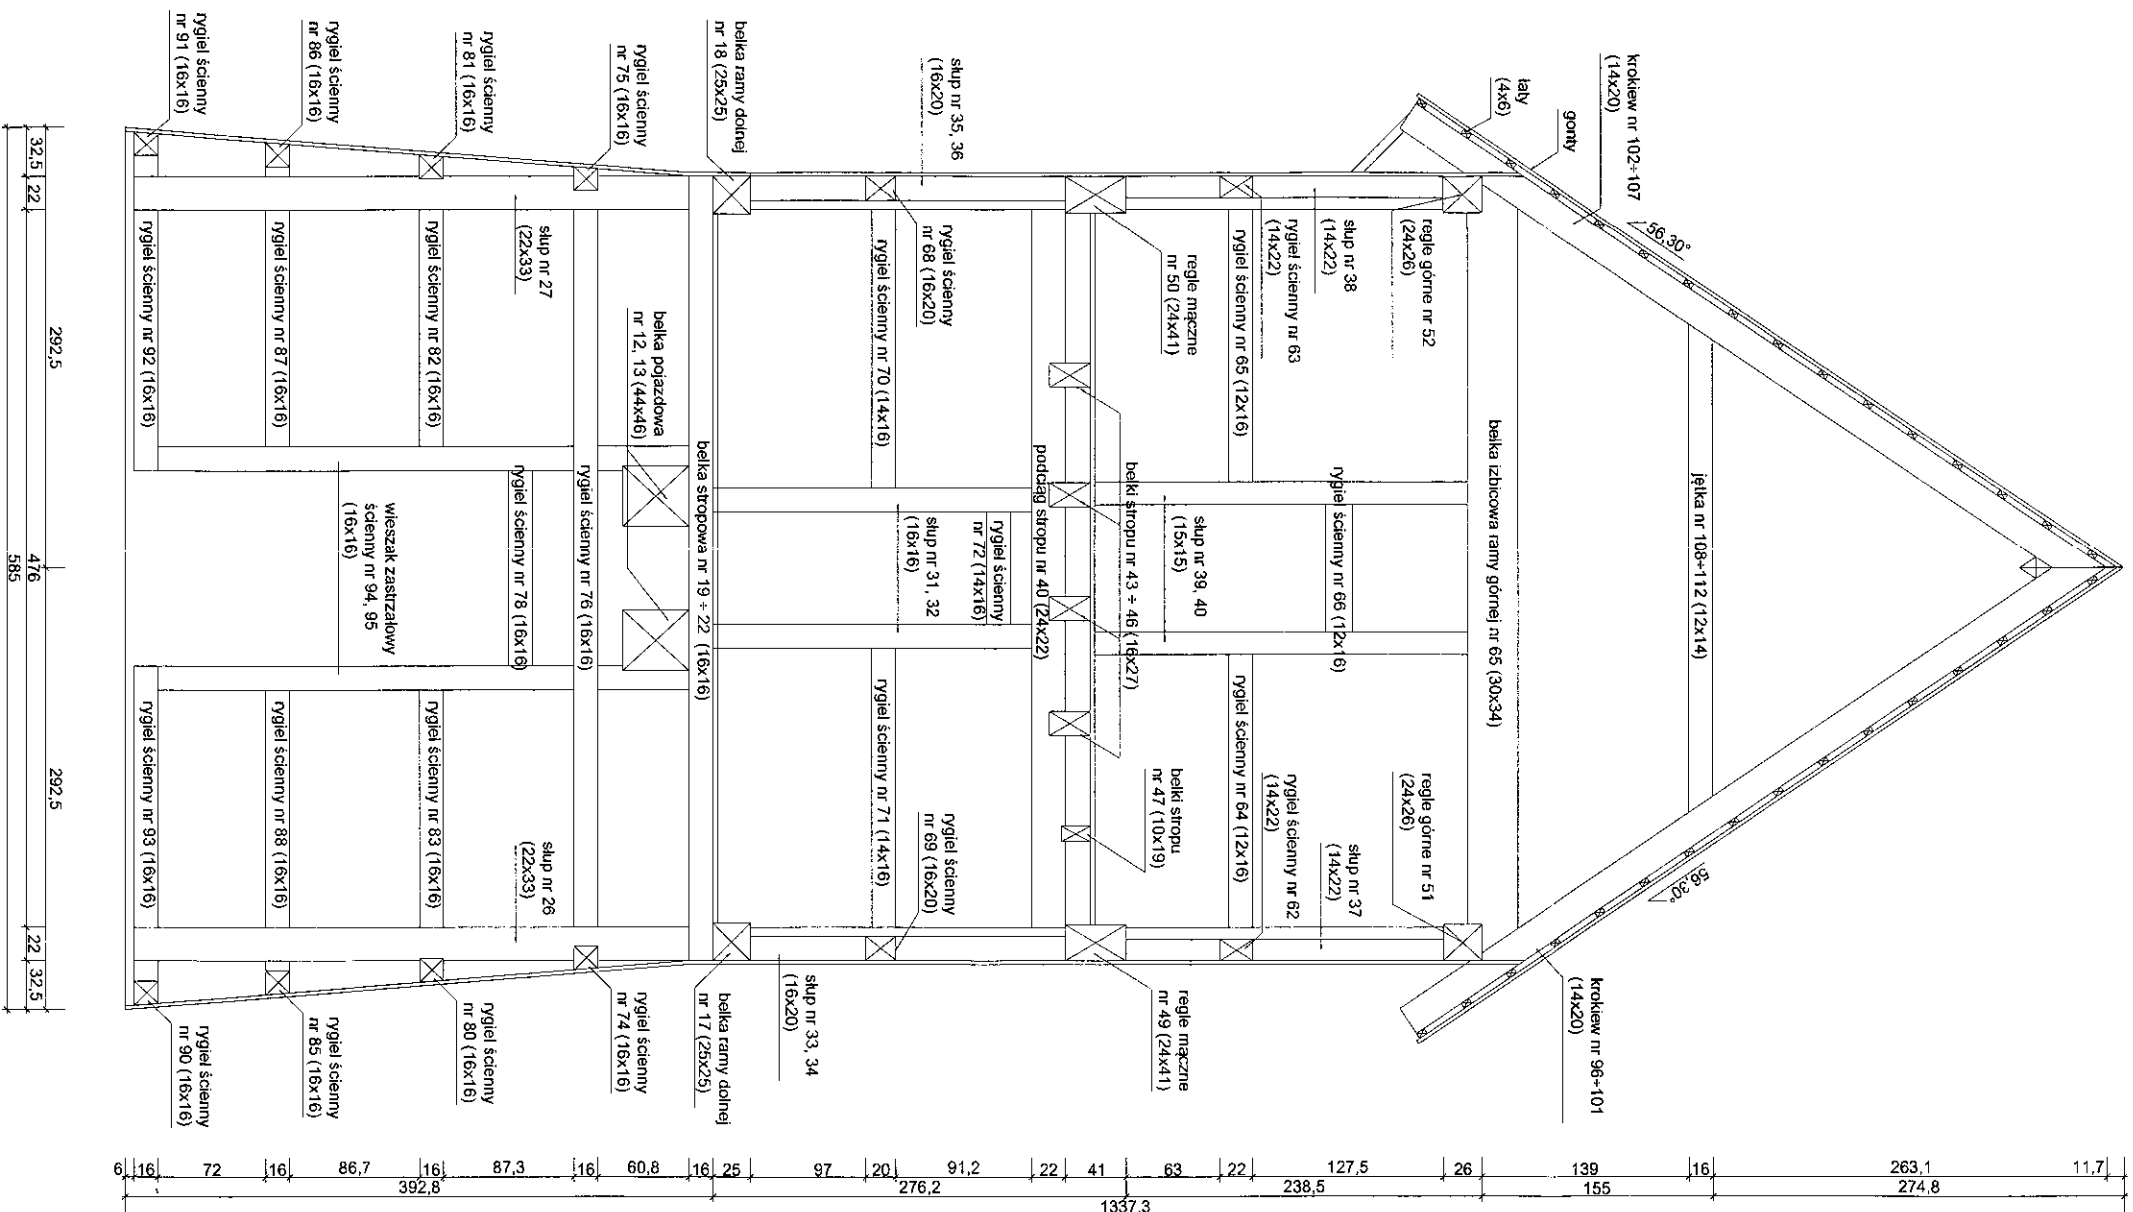 krokiew nr 102÷107
(14x20)
łaty
(4x6)
gonty
56,30°
słup nr 35, 36
(16x20)
belka ramy dolnej
nr 18 (25x25)
rygiel ścienny
nr 75 (16x16)
rygiel ścienny
nr 81 (16x16)
rygiel ścienny
nr 86 (16x16)
rygiel ścienny
nr 91 (16x16)
regle górne nr 52
(24x26)
słup nr 38
(14x22)
rygiel ścienny nr 63
(14x22)
rygiel ścienny nr 65 (12x16)
regle mączne
nr 50 (24x41)
rygiel ścienny
nr 68 (16x20)
rygiel ścienny nr 70 (14x16)
słup nr 27
(22x33)
rygiel ścienny nr 82 (16x16)
rygiel ścienny nr 87 (16x16)
rygiel ścienny nr 92 (16x16)
belka pojazdowa
nr 12, 13 (44x46)
jętka nr 108÷112 (12x14)
belka izbicowa ramy górnej nr 65 (30x34)
rygiel ścienny nr 66 (12x16)
słup nr 39, 40
(15x15)
belki stropu nr 43 ÷ 46 (16x27)
podciąg stropu nr 40 (24x22)
rygiel ścienny
nr 72 (14x16)
słup nr 31, 32
(16x16)
belka stropowa nr 19 ÷ 22 (16x16)
rygiel ścienny nr 76 (16x16)
rygiel ścienny nr 78 (16x16)
wieszak zastrzałowy
ścienny nr 94, 95
(16x16)
56,30°
regle górne nr 51
(24x26)
słup nr 37
(14x22)
rygiel ścienny nr 62
(14x22)
rygiel ścienny nr 64 (12x16)
belki stropu
nr 47 (10x19)
rygiel ścienny
nr 69 (16x20)
rygiel ścienny nr 71 (14x16)
słup nr 26
(22x33)
rygiel ścienny nr 83 (16x16)
rygiel ścienny nr 88 (16x16)
rygiel ścienny nr 93 (16x16)
krokiew nr 96÷101
(14x20)
regle mączne
nr 49 (24x41)
słup nr 33, 34
(16x20)
belka ramy dolnej
nr 17 (25x25)
rygiel ścienny
nr 74 (16x16)
rygiel ścienny
nr 80 (16x16)
rygiel ścienny
nr 85 (16x16)
rygiel ścienny
nr 90 (16x16)
292,5
292,5
32,5
22
476
22
32,5
585
6 16 72 16 86,7 16 87,3 16 60,8 16 25 97 20 91,2 22 41 63 22 127,5 26 139 16 263,1 11,7
392,8 276,2 238,5 155 274,8
1337,3